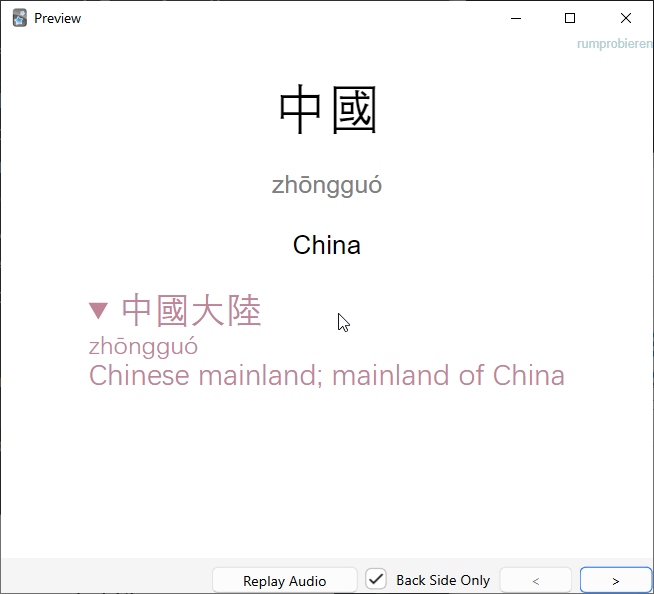 Preview
rumprobieren
中國
zhōngguó
China
▼ 中國大陸
zhōngguó
Chinese mainland; mainland of China
Replay Audio
Back Side Only
<
>